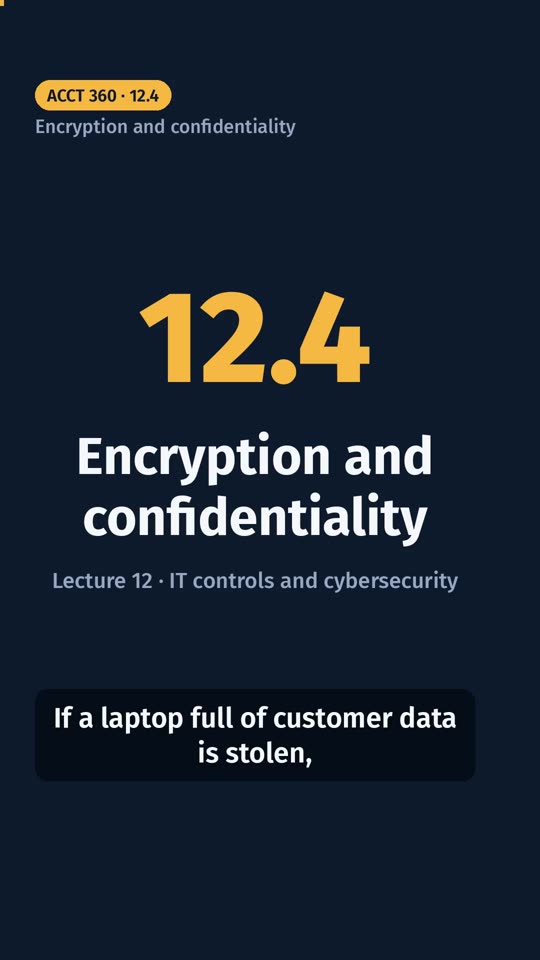 ACCT 360 · 12.4
Encryption and confidentiality
12.4
Encryption and
confidentiality
Lecture 12 · IT controls and cybersecurity
If a laptop full of customer data
is stolen,